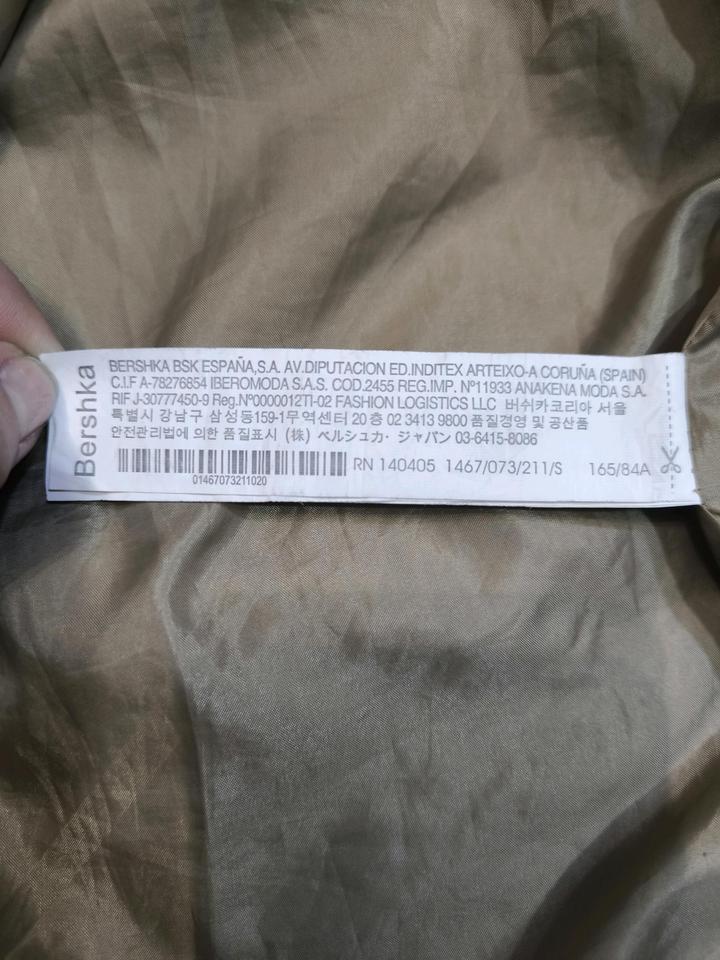 Bershka
BERSHKA BSK ESPAÑA,S.A. AV.DIPUTACION ED.INDITEX ARTEIXO-A CORUÑA (SPAIN)
C.I.F A-78276854 IBEROMODA S.A.S. COD.2455 REG.IMP. Nº11933 ANAKENA MODA S.A.
RIF J-30777450-9 Reg.Nº0000012TI-02 FASHION LOGISTICS LLC 버쉬카코리아 서울
특별시 강남구 삼성동159-1무역센터 20층 02 3413 9800 품질경영 및 공산품
안전관리법에 의한 품질표시 (株) ベルシュカ・ジャパン 03-6415-8086
RN 140405 1467/073/211/S 165/84A
01467073211020